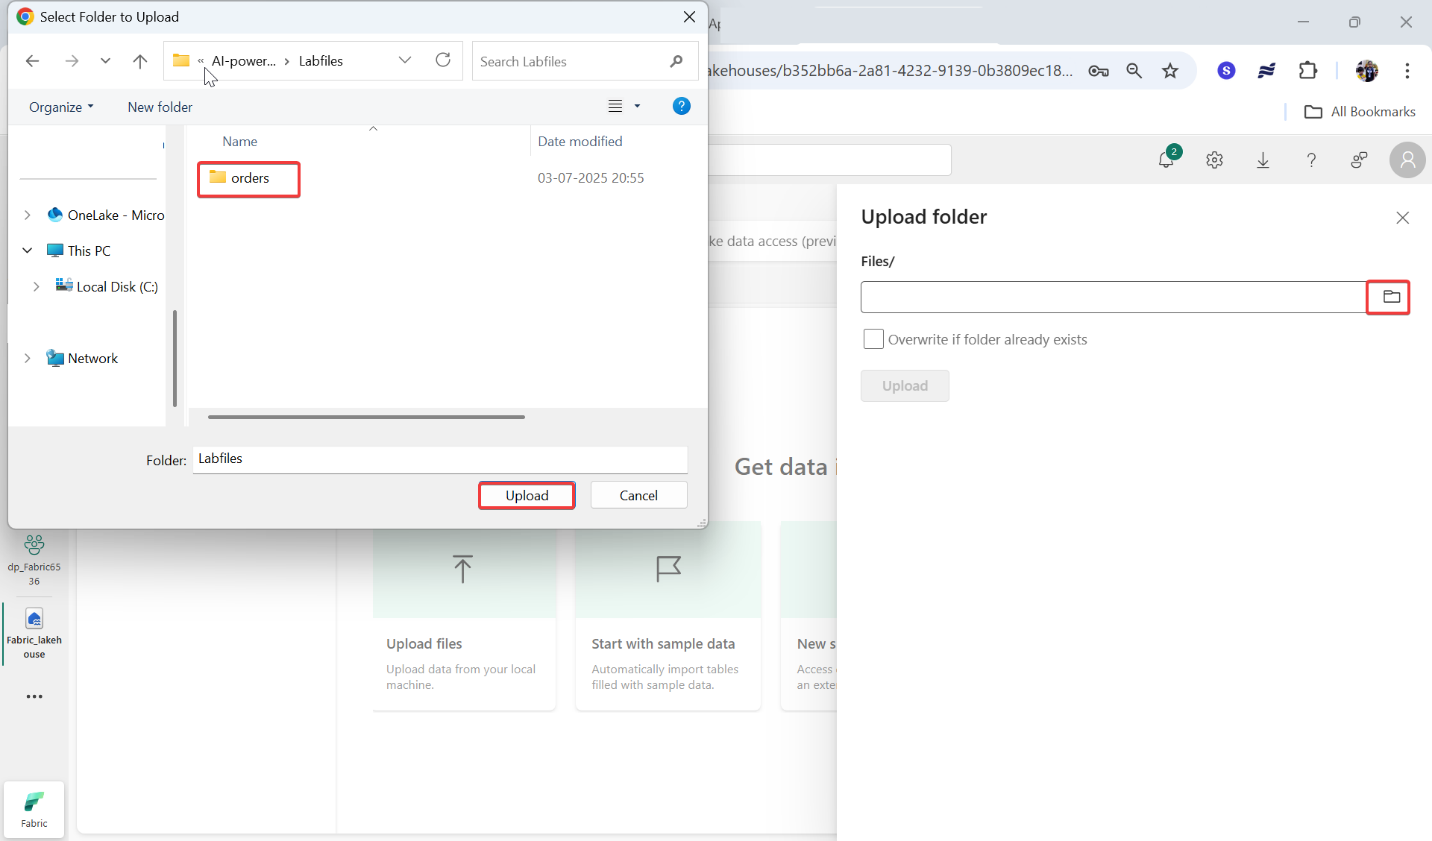 Select Folder to Upload
« AI-power... > Labfiles
Search Labfiles
akehouses/b352bb6a-2a81-4232-9139-0b3809ec18...
Organize
New folder
All Bookmarks
Name
Date modified
orders
03-07-2025 20:55
2
OneLake - Micro
This PC
Local Disk (C:)
Network
Folder:
Labfiles
Upload
Cancel
ke data access (previ
Upload folder
Files/
Overwrite if folder already exists
Upload
Get data i
dp_Fabric65
36
Fabric_lakeh
ouse
Fabric
Upload files
Upload data from your local
machine.
Start with sample data
Automatically import tables
filled with sample data.
New s
Access
an exte